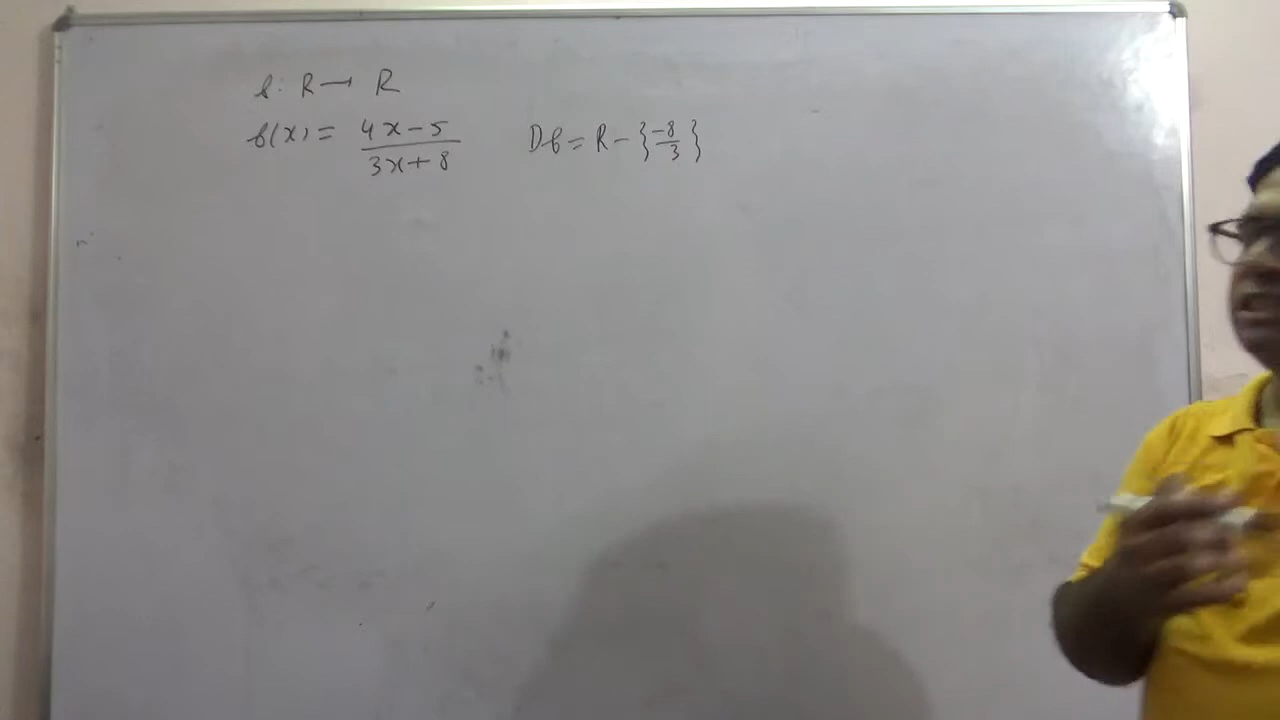 f: R → R
f(x) = (4x - 5)/(3x + 8) Df = R - {-8/3}